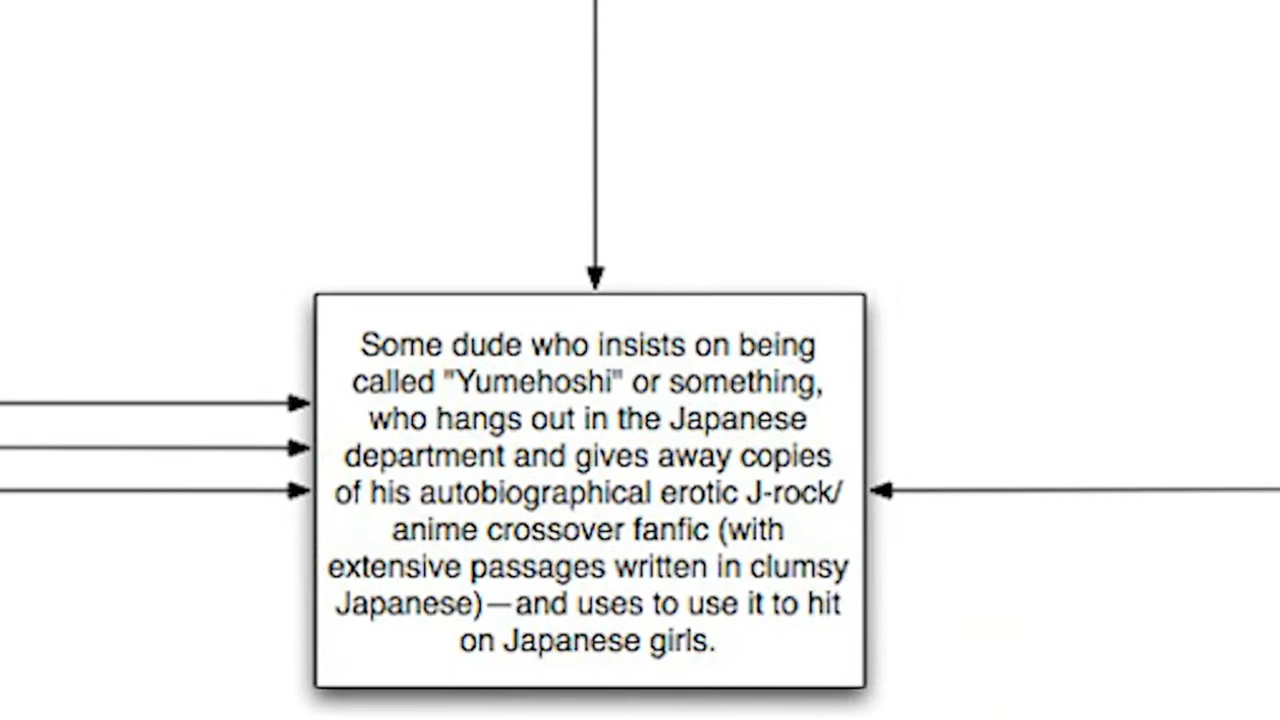 Some dude who insists on being
called "Yumehoshi" or something,
who hangs out in the Japanese
department and gives away copies
of his autobiographical erotic J-rock/
anime crossover fanfic (with
extensive passages written in clumsy
Japanese)—and uses to use it to hit
on Japanese girls.